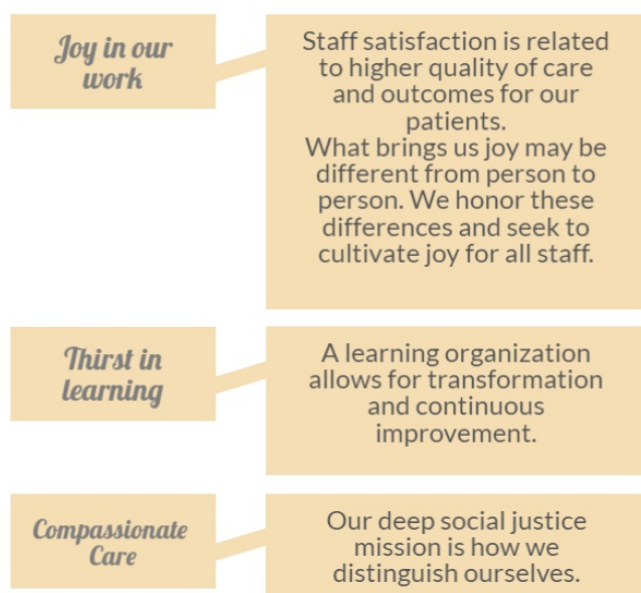 Joy in our
work
Staff satisfaction is related
to higher quality of care
and outcomes for our
patients.
What brings us joy may be
different from person to
person. We honor these
differences and seek to
cultivate joy for all staff.
Thirst in
learning
A learning organization
allows for transformation
and continuous
improvement.
Compassionate
Care
Our deep social justice
mission is how we
distinguish ourselves.